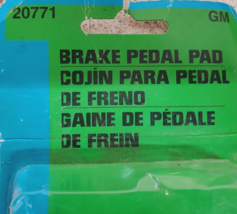 20771 GM
BRAKE PEDAL PAD
COJÍN PARA PEDAL
DE FRENO
GAINE DE PÉDALE
DE FREIN